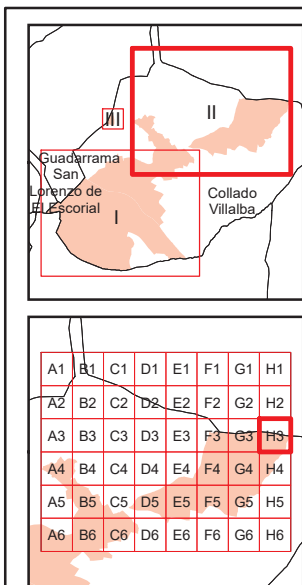 III
II
Guadarrama
San
Lorenzo de
El Escorial
Collado
Villalba
I
A1 B1 C1 D1 E1 F1 G1 H1
A2 B2 C2 D2 E2 F2 G2 H2
A3 B3 C3 D3 E3 F3 G3 H3
A4 B4 C4 D4 E4 F4 G4 H4
A5 B5 C5 D5 E5 F5 G5 H5
A6 B6 C6 D6 E6 F6 G6 H6